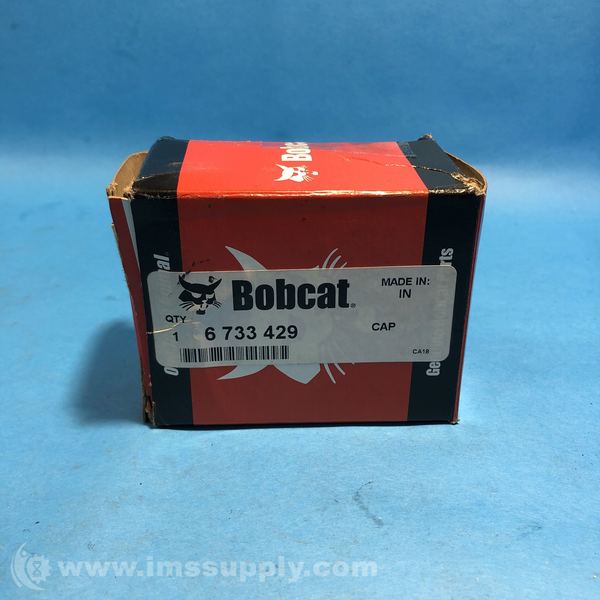 Bobcat
Bobcat®
MADE IN:
IN
QTY
1
6 733 429
CAP
CA18
www.imssupply.com